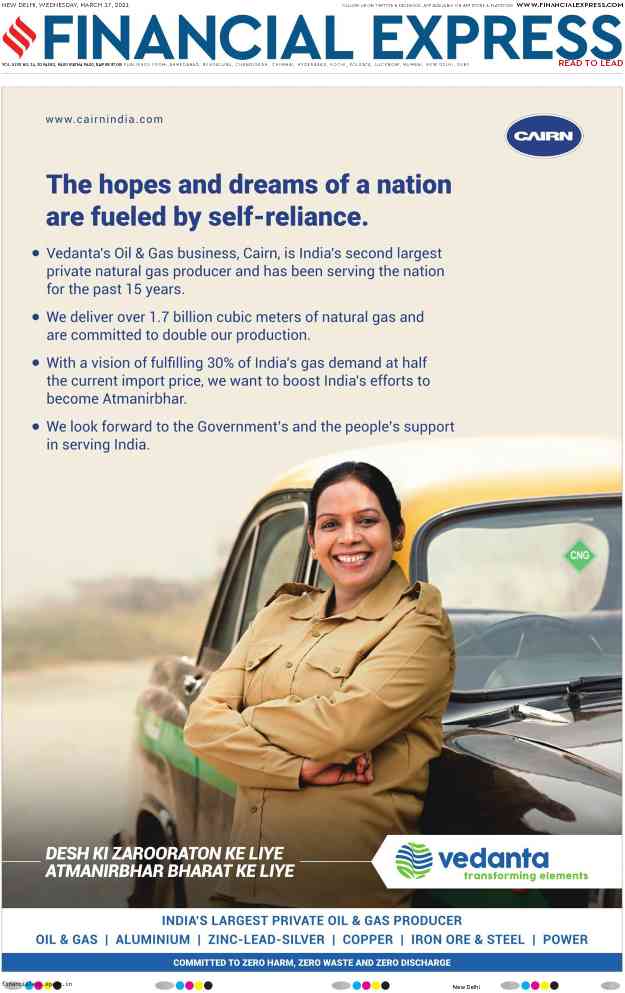 NEW DELHI, WEDNESDAY, MARCH 17, 2021
WWW.FINANCIALEXPRESS.COM
FINANCIAL EXPRESS
READ TO LEAD
www.cairnindia.com
CAIRN
The hopes and dreams of a nation
are fueled by self-reliance.
• Vedanta's Oil & Gas business, Cairn, is India's second largest
private natural gas producer and has been serving the nation
for the past 15 years.
• We deliver over 1.7 billion cubic meters of natural gas and
are committed to double our production.
• With a vision of fulfilling 30% of India's gas demand at half
the current import price, we want to boost India's efforts to
become Atmanirbhar.
• We look forward to the Government's and the people's support
in serving India.
CNG
DESH KI ZAROORATON KE LIYE
ATMANIRBHAR BHARAT KE LIYE
vedanta
transforming elements
INDIA'S LARGEST PRIVATE OIL & GAS PRODUCER
OIL & GAS | ALUMINIUM | ZINC-LEAD-SILVER | COPPER | IRON ORE & STEEL | POWER
COMMITTED TO ZERO HARM, ZERO WASTE AND ZERO DISCHARGE
New Delhi